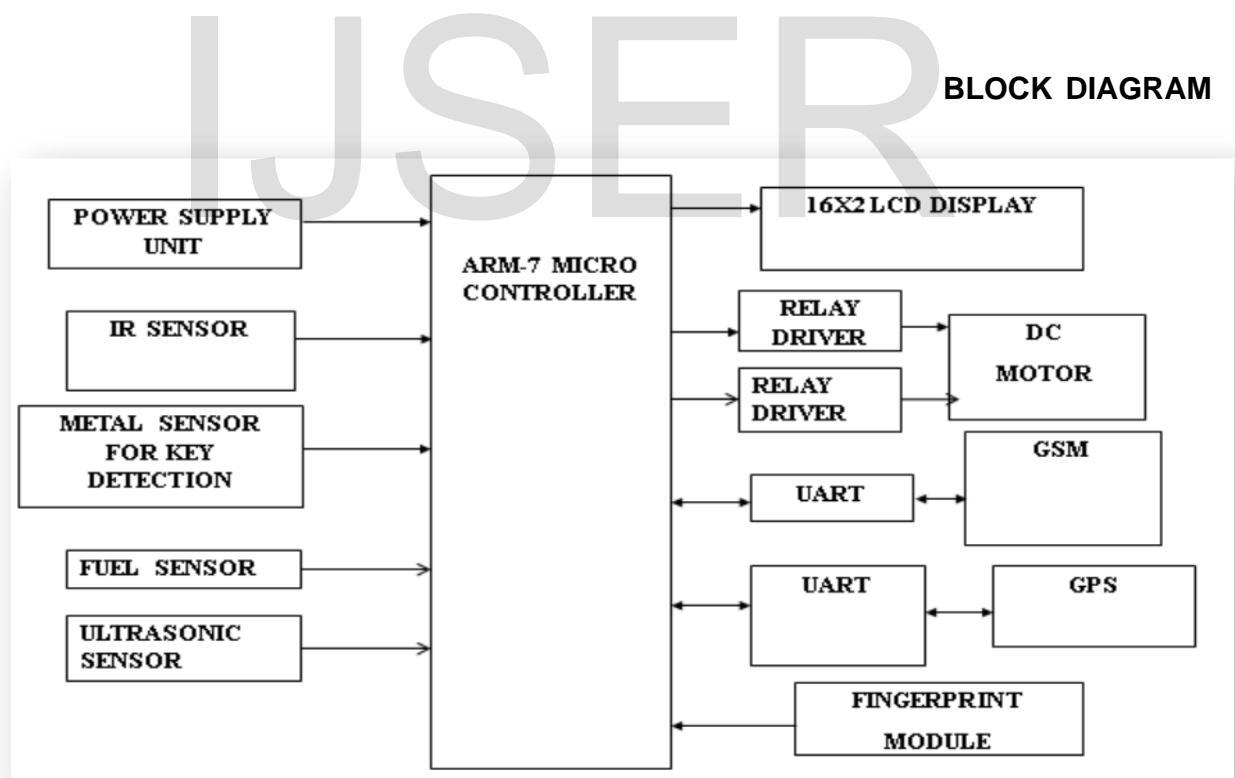 IJSER
BLOCK DIAGRAM
POWER SUPPLY
UNIT
IR SENSOR
METAL SENSOR
FOR KEY
DETECTION
FUEL SENSOR
ULTRASONIC
SENSOR
ARM-7 MICRO
CONTROLLER
16X2 LCD DISPLAY
RELAY
DRIVER
DC
MOTOR
RELAY
DRIVER
GSM
UART
UART
GPS
FINGERPRINT
MODULE